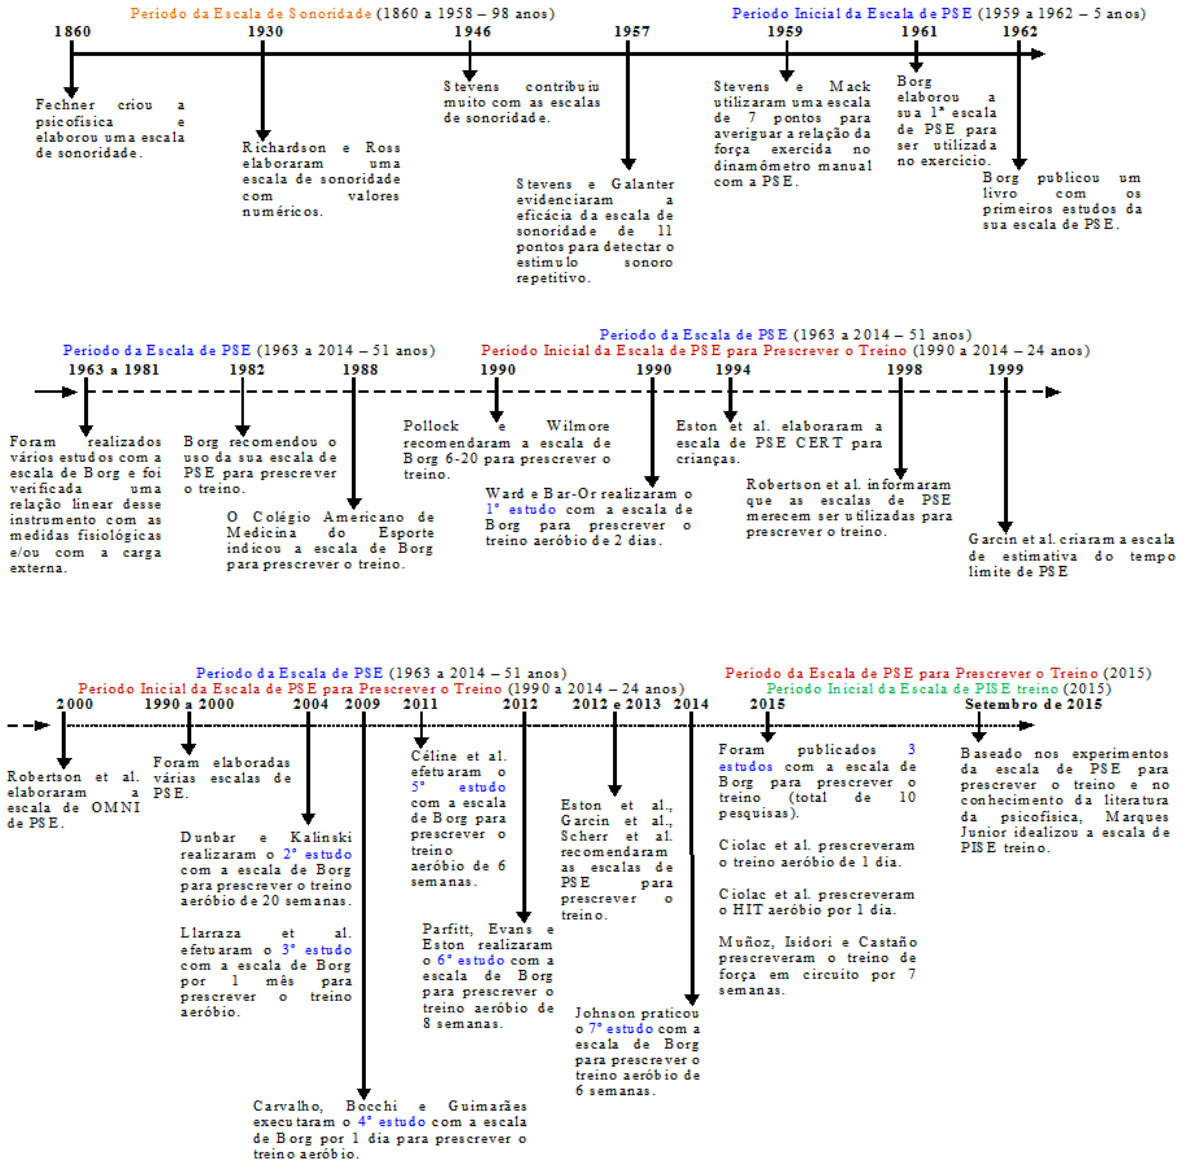 Período da Escala de Sonoridade (1860 a 1958 – 98 anos)
Período Inicial da Escala de PSE (1959 a 1962 – 5 anos)
1860
1930
1946
1957
1959
1961
1962
Fechner criou a
psicofísica e
elaborou uma escala
de sonoridade.
Richardson e Ross
elaboraram uma
escala de sonoridade
com valores
numéricos.
Stevens contribuiu
muito com as escalas
de sonoridade.
Stevens e Galanter
evidenciaram a
eficácia da escala de
sonoridade de 11
pontos para detectar o
estímulo sonoro
repetitivo.
Stevens e Mack
utilizaram uma escala
de 7 pontos para
averiguar a relação da
força exercida no
dinamômetro manual
com a PSE.
Borg
elaborou a
sua 1ª escala
de PSE para
ser utilizada
no exercício.
Borg publicou um
livro com os
primeiros estudos da
sua escala de PSE.
Período da Escala de PSE (1963 a 2014 – 51 anos)
Período da Escala de PSE (1963 a 2014 – 51 anos)
Período Inicial da Escala de PSE para Prescrever o Treino (1990 a 2014 – 24 anos)
1963 a 1981
1982
1988
1990
1990
1994
1998
1999
Foram realizados
vários estudos com a
escala de Borg e foi
verificada uma
relação linear desse
instrumento com as
medidas fisiológicas
e/ou com a carga
externa.
Borg recomendou o
uso da sua escala de
PSE para prescrever
o treino.
O Colégio Americano de
Medicina do Esporte
indicou a escala de Borg
para prescrever o treino.
Pollock e Wilmore
recomendaram a escala de
Borg 6-20 para prescrever o
treino.
Ward e Bar-Or realizaram o
1º estudo com a escala de
Borg para prescrever o
treino aeróbio de 2 dias.
Eston et al. elaboraram a
escala de PSE CERT para
crianças.
Robertson et al. informaram
que as escalas de PSE
merecem ser utilizadas para
prescrever o treino.
Garcin et al. criaram a escala
de estimativa do tempo
limite de PSE
Período da Escala de PSE (1963 a 2014 – 51 anos)
Período Inicial da Escala de PSE para Prescrever o Treino (1990 a 2014 – 24 anos)
Período da Escala de PSE para Prescrever o Treino (2015)
Período Inicial da Escala de PISE treino (2015)
2000
1990 a 2000
2004
2009
2011
2012
2012 e 2013
2014
2015
Setembro de 2015
Robertson et al.
elaboraram a
escala de OMNI
de PSE.
Foram elaboradas
várias escalas de
PSE.
Dunbar e Kalinski
realizaram o 2º estudo
com a escala de Borg
para prescrever o treino
aeróbio de 20 semanas.
Llarraza et al.
efetuaram o 3º estudo
com a escala de Borg
por 1 mês para
prescrever o treino
aeróbio.
Carvalho, Bocchi e Guimarães
executaram o 4º estudo com a escala
de Borg por 1 dia para prescrever o
treino aeróbio.
Céline et al.
efetuaram o
5º estudo
com a escala
de Borg para
prescrever o
treino
aeróbio de 6
semanas.
Parfitt, Evans e
Eston realizaram
o 6º estudo com a
escala de Borg
para prescrever o
treino aeróbio de
8 semanas.
Eston et al.,
Garcin et al.,
Scherr et al.
recomendaram
as escalas de
PSE para
prescrever o
treino.
Johnson praticou
o 7º estudo com a
escala de Borg
para prescrever o
treino aeróbio de
6 semanas.
Foram publicados 3
estudos com a escala de
Borg para prescrever o
treino (total de 10
pesquisas).
Ciolac et al. prescreveram
o treino aeróbio de 1 dia.
Ciolac et al. prescreveram
o HIT aeróbio por 1 dia.
Muñoz, Isidori e Castaño
prescreveram o treino de
força em circuito por 7
semanas.
Baseado nos experimentos
da escala de PSE para
prescrever o treino e no
conhecimento da literatura
da psicofísica, Marques
Junior idealizou a escala de
PISE treino.